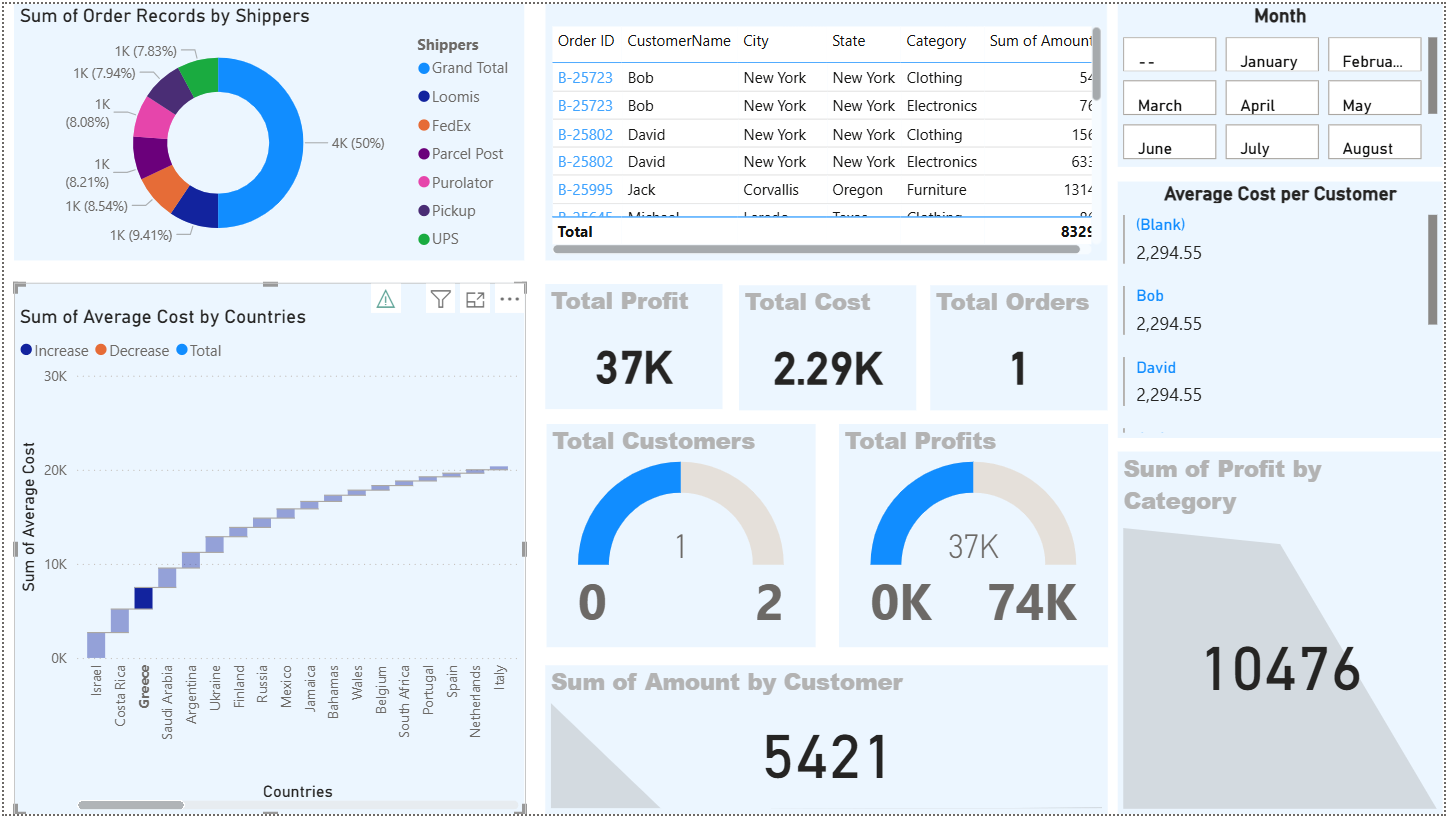 Sum of Order Records by Shippers
1K (7.83%)
1K (7.94%)
1K
(8.08%)
1K
(8.21%)
1K (8.54%)
1K (9.41%)
4K (50%)
Shippers
Grand Total
Loomis
FedEx
Parcel Post
Purolator
Pickup
UPS
Order ID CustomerName City State Category Sum of Amount
B-25723 Bob New York New York Clothing 54
B-25723 Bob New York New York Electronics 76
B-25802 David New York New York Clothing 156
B-25802 David New York New York Electronics 633
B-25995 Jack Corvallis Oregon Furniture 1314
Total 8329
Month
-- January Februa...
March April May
June July August
Average Cost per Customer
(Blank)
2,294.55
Bob
2,294.55
David
2,294.55
Sum of Average Cost by Countries
Increase Decrease Total
30K
20K
10K
0K
Sum of Average Cost
Israel
Costa Rica
Greece
Saudi Arabia
Argentina
Ukraine
Finland
Russia
Mexico
Jamaica
Bahamas
Wales
Belgium
South Africa
Portugal
Spain
Netherlands
Italy
Countries
Total Profit
37K
Total Cost
2.29K
Total Orders
1
Total Customers
1
0 2
Total Profits
37K
0K 74K
Sum of Amount by Customer
5421
Sum of Profit by
Category
10476